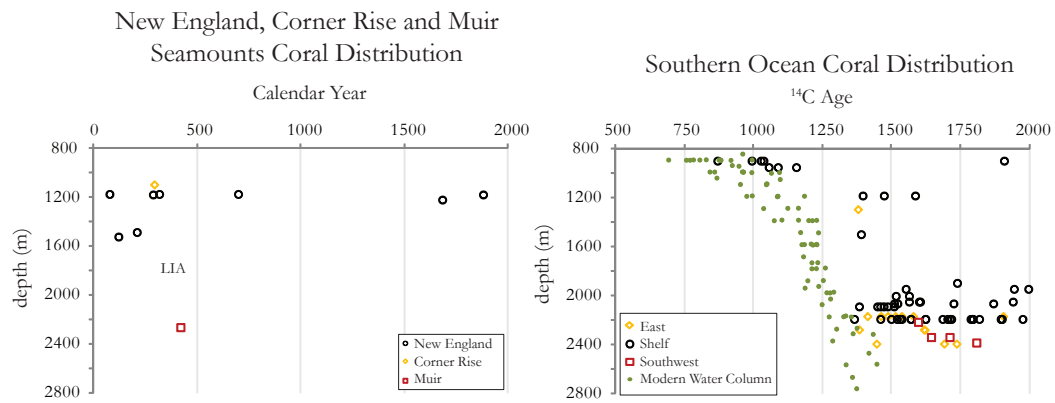 New England, Corner Rise and Muir
Seamounts Coral Distribution
Calendar Year
0 500 1000 1500 2000
800
1200
1600
2000
2400
2800
depth (m)
LIA
New England
Corner Rise
Muir
Southern Ocean Coral Distribution
14C Age
500 750 1000 1250 1500 1750 2000
800
1200
1600
2000
2400
2800
depth (m)
East
Shelf
Southwest
Modern Water Column